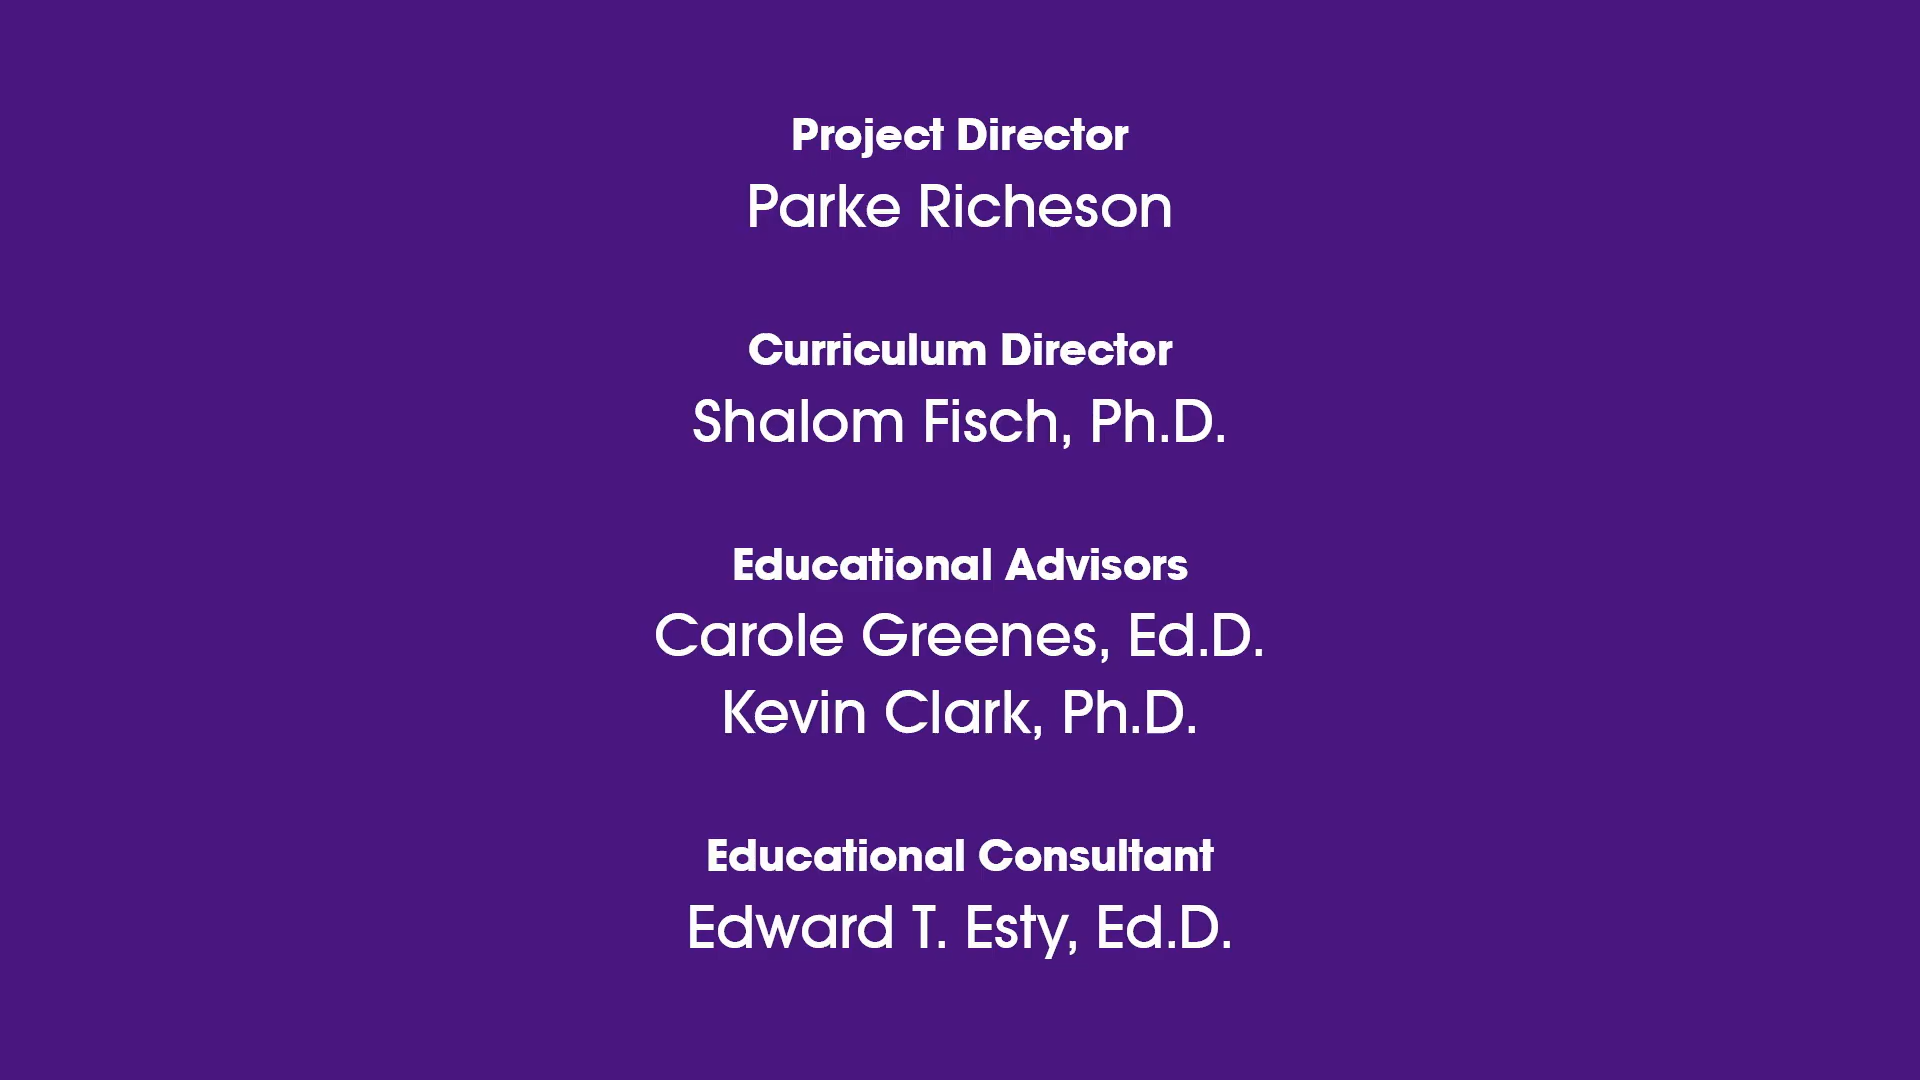 Project Director
Parke Richeson
Curriculum Director
Shalom Fisch, Ph.D.
Educational Advisors
Carole Greenes, Ed.D.
Kevin Clark, Ph.D.
Educational Consultant
Edward T. Esty, Ed.D.